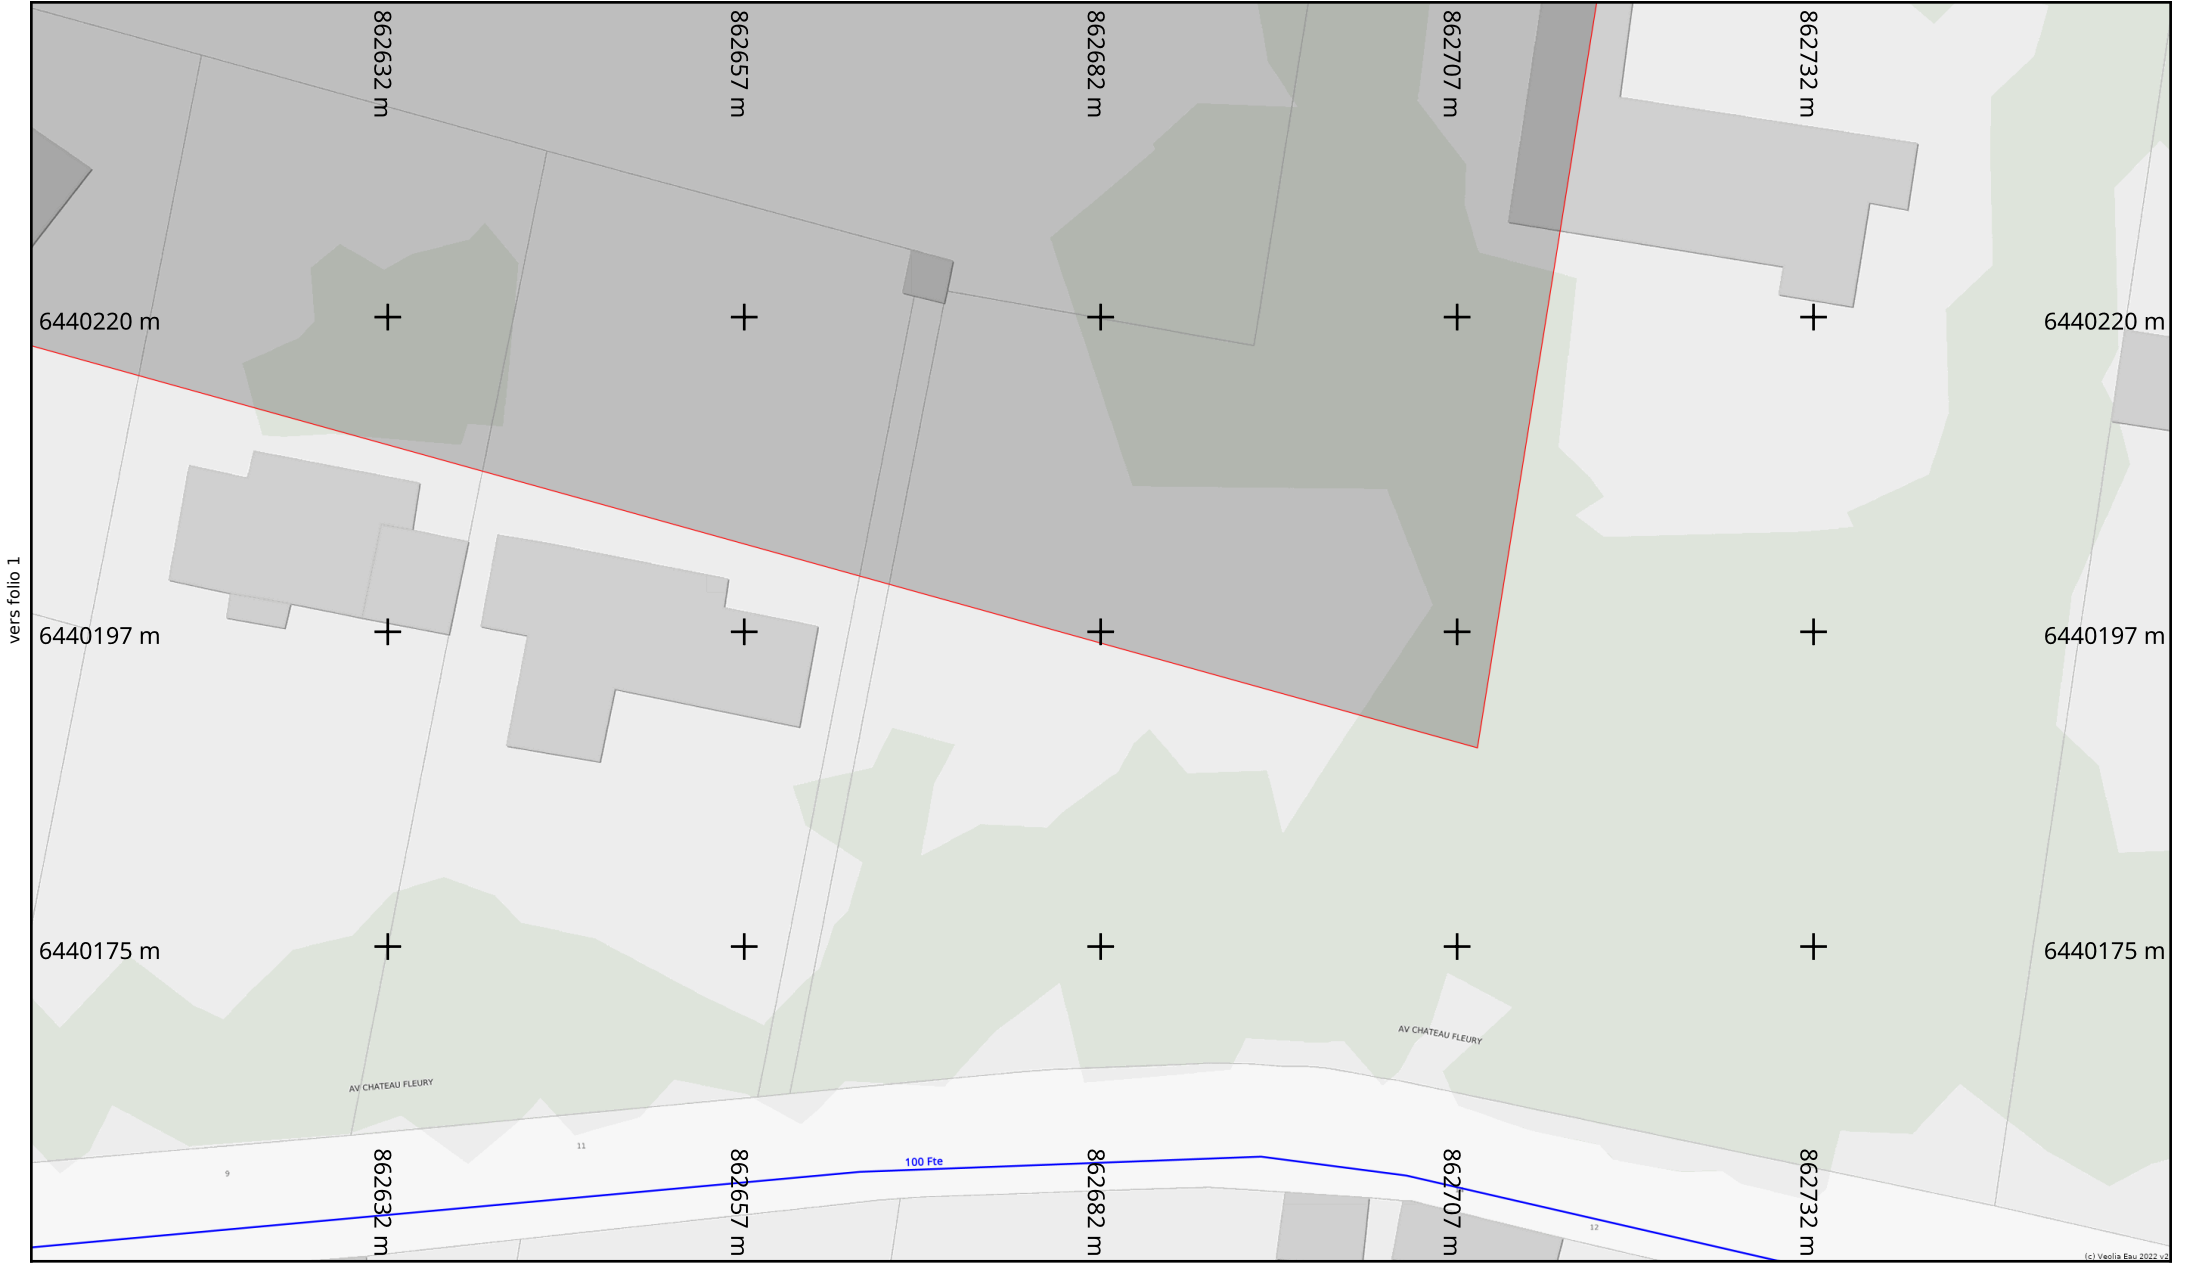 862632 m
862657 m
862682 m
862707 m
862732 m
6440220 m
6440220 m
vers folio 1
6440197 m
6440197 m
6440175 m
6440175 m
AV CHATEAU FLEURY
AV CHATEAU FLEURY
11
9
100 Fte
12
862632 m
862657 m
862682 m
862707 m
862732 m
(c) Veolia Eau 2022 v2